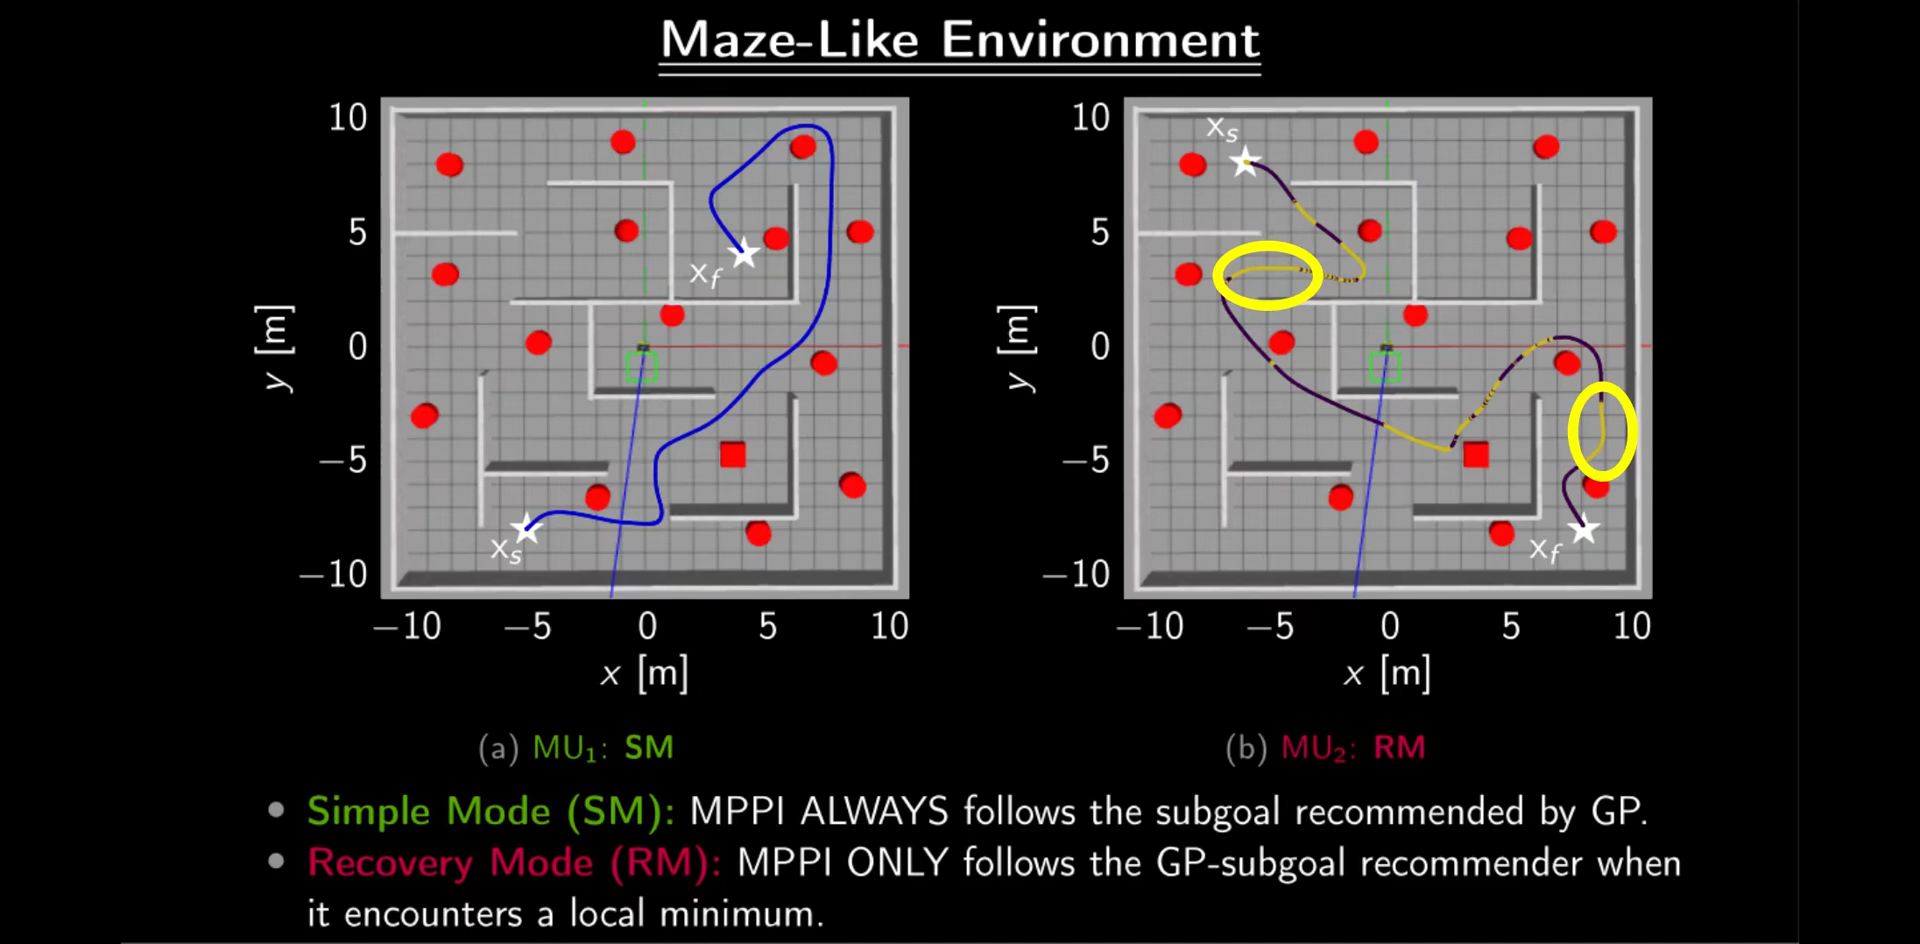 Maze-Like Environment
10
5
0
−5
−10
y [m]
x_f
x_s
−10 −5 0 5 10
x [m]
10
5
0
−5
−10
y [m]
x_s
x_f
−10 −5 0 5 10
x [m]
(a) MU₁: SM
(b) MU₂: RM
• Simple Mode (SM): MPPI ALWAYS follows the subgoal recommended by GP.
• Recovery Mode (RM): MPPI ONLY follows the GP-subgoal recommender when
it encounters a local minimum.